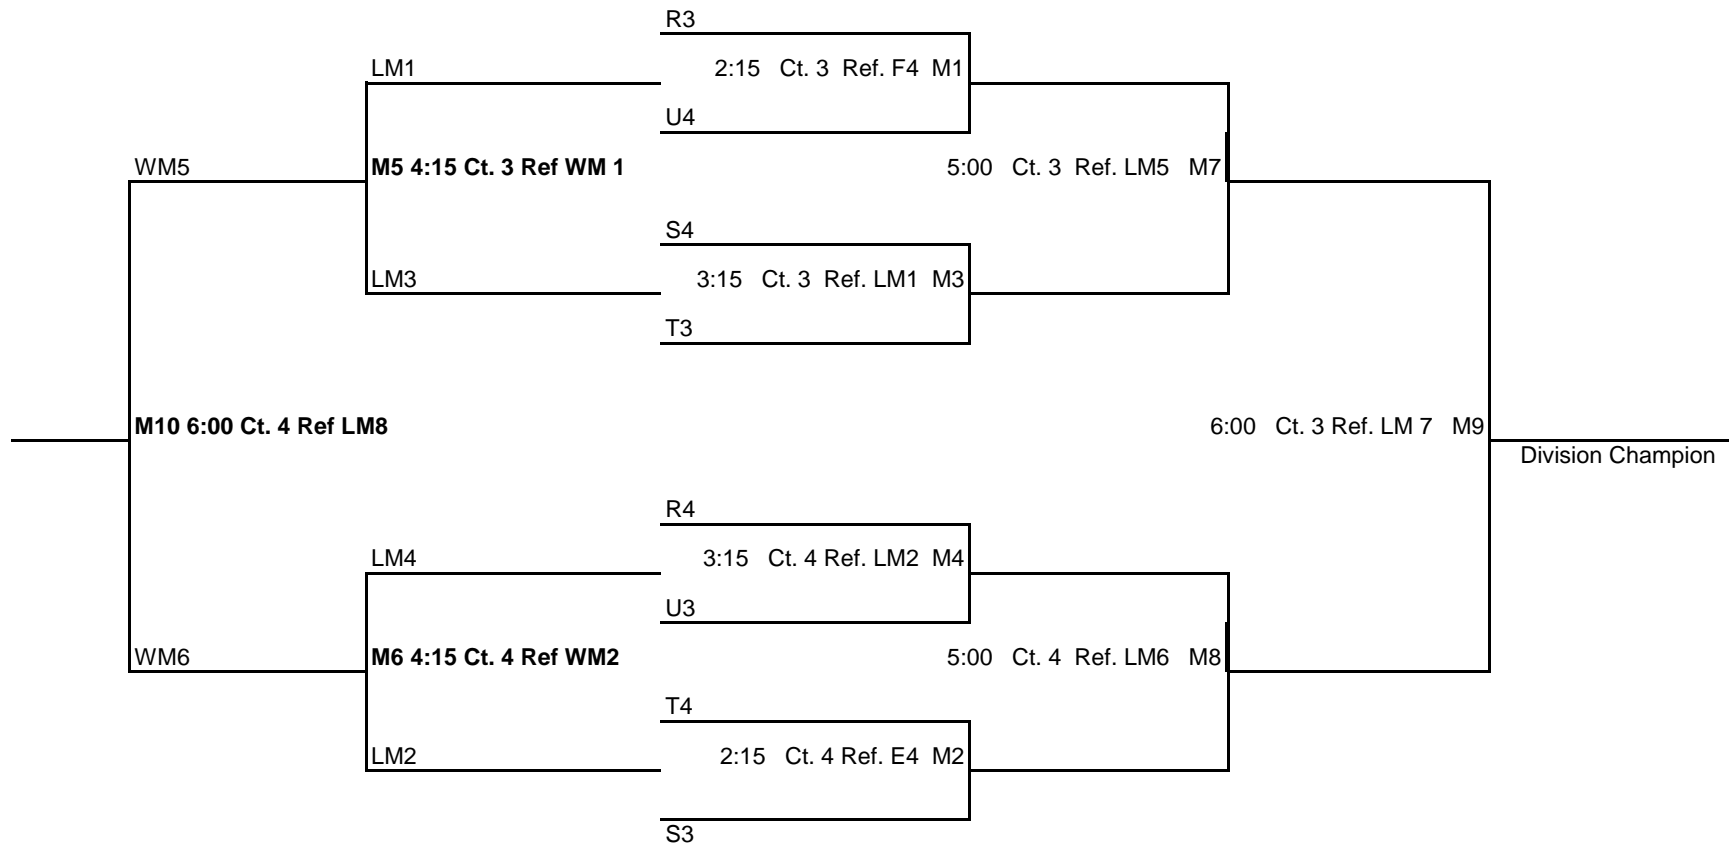 R3
LM1
2:15 Ct. 3 Ref. F4 M1
U4
WM5
M5 4:15 Ct. 3 Ref WM 1
5:00 Ct. 3 Ref. LM5 M7
S4
LM3
3:15 Ct. 3 Ref. LM1 M3
T3
M10 6:00 Ct. 4 Ref LM8
6:00 Ct. 3 Ref. LM 7 M9
Division Champion
R4
LM4
3:15 Ct. 4 Ref. LM2 M4
U3
WM6
M6 4:15 Ct. 4 Ref WM2
5:00 Ct. 4 Ref. LM6 M8
T4
LM2
2:15 Ct. 4 Ref. E4 M2
S3